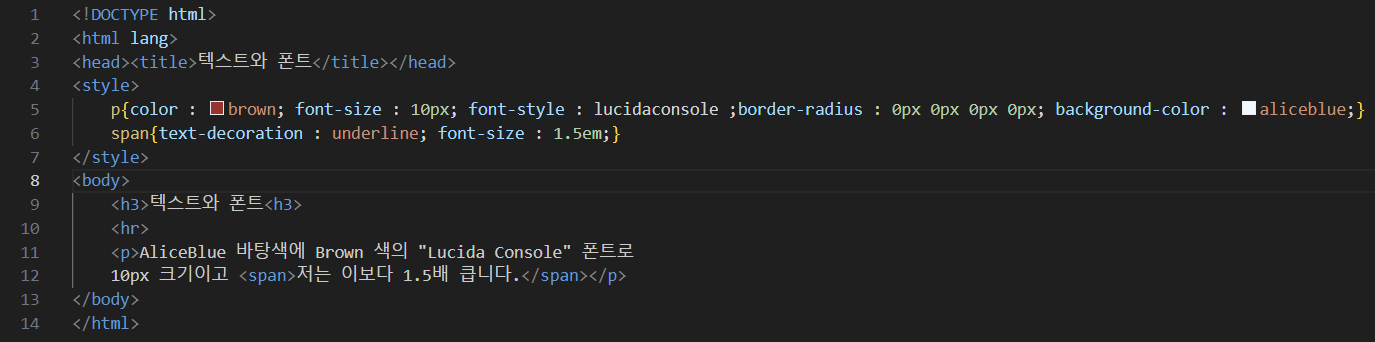 1 <!DOCTYPE html>
2 <html lang>
3 <head><title>텍스트와 폰트</title></head>
4 <style>
5 p{color : brown; font-size : 10px; font-style : lucidaconsole ;border-radius : 0px 0px 0px 0px; background-color : aliceblue;}
6 span{text-decoration : underline; font-size : 1.5em;}
7 </style>
8 <body>
9 <h3>텍스트와 폰트<h3>
10 <hr>
11 <p>AliceBlue 바탕색에 Brown 색의 "Lucida Console" 폰트로
12 10px 크기이고 <span>저는 이보다 1.5배 큽니다.</span></p>
13 </body>
14 </html>